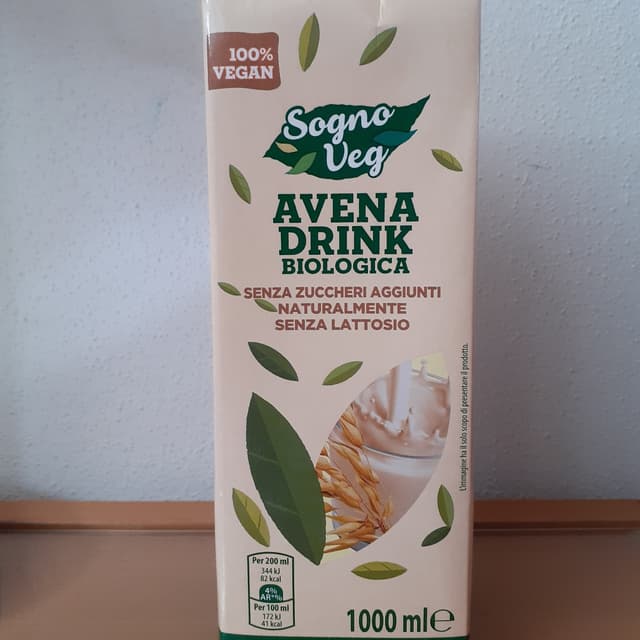 100%
VEGAN
Sogno
Veg
AVENA
DRINK
BIOLOGICA
SENZA ZUCCHERI AGGIUNTI
NATURALMENTE
SENZA LATTOSIO
L'immagine ha il solo scopo di presentare il prodotto.
Per 200 ml
344 kJ
82 kcal
4%
AR*%
Per 100 ml
172 kJ
41 kcal
1000 ml e